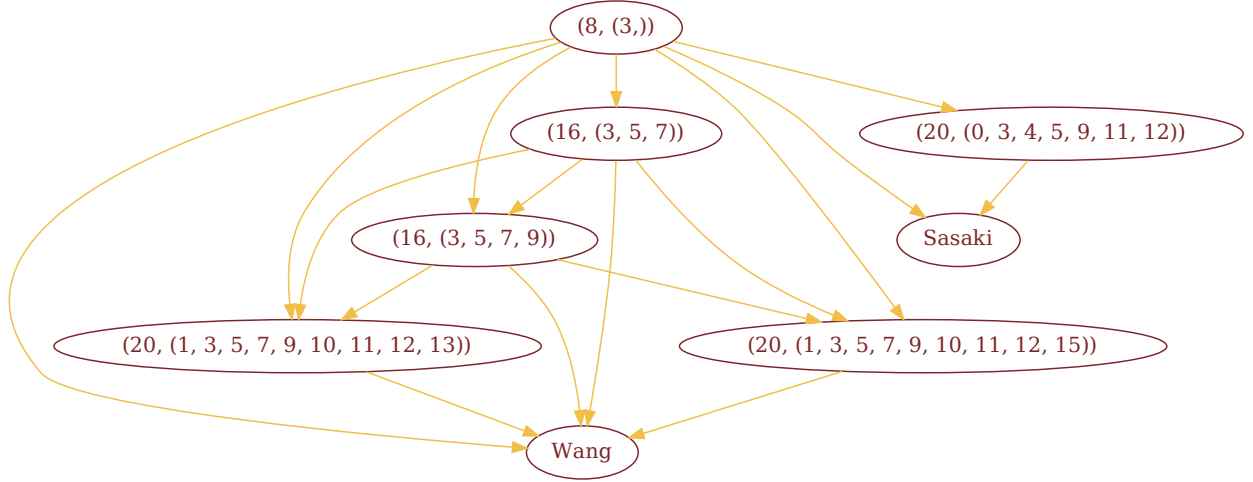 (8, (3,))
(16, (3, 5, 7))
(20, (0, 3, 4, 5, 9, 11, 12))
(16, (3, 5, 7, 9))
Sasaki
(20, (1, 3, 5, 7, 9, 10, 11, 12, 13))
(20, (1, 3, 5, 7, 9, 10, 11, 12, 15))
Wang